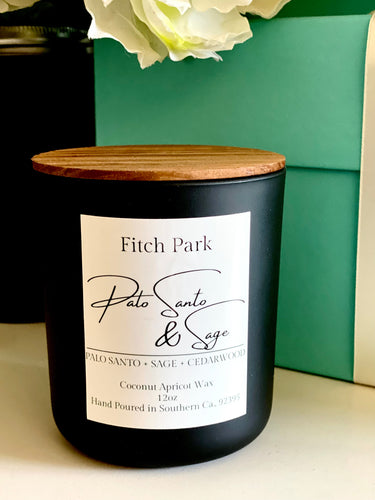 Fitch Park
Palo Santo
& Sage
PALO SANTO + SAGE + CEDARWOOD
Coconut Apricot Wax
12oz
Hand Poured in Southern Ca, 92395